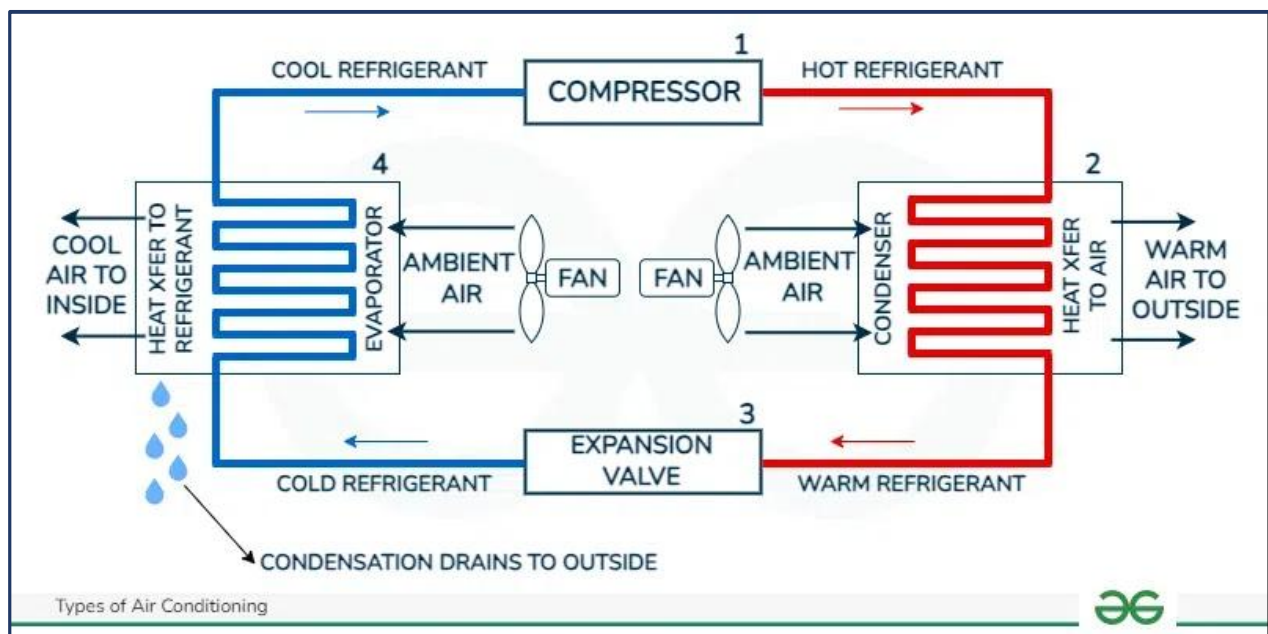 1
COOL REFRIGERANT
COMPRESSOR
HOT REFRIGERANT
4
2
COOL
AIR TO
INSIDE
HEAT XFER TO
REFRIGERANT
EVAPORATOR
AMBIENT
AIR
FAN
FAN
AMBIENT
AIR
CONDENSER
HEAT XFER
TO AIR
WARM
AIR TO
OUTSIDE
3
EXPANSION
VALVE
COLD REFRIGERANT
WARM REFRIGERANT
CONDENSATION DRAINS TO OUTSIDE
Types of Air Conditioning